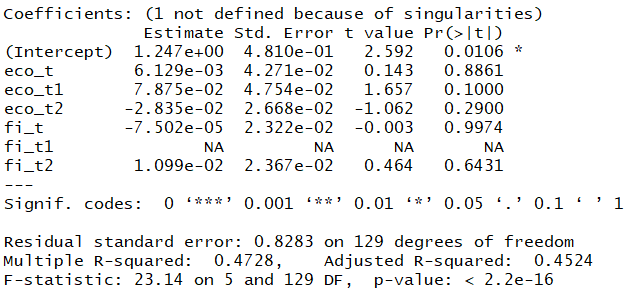 Coefficients: (1 not defined because of singularities)
Estimate Std. Error t value Pr(>|t|)
(Intercept) 1.247e+00 4.810e-01 2.592 0.0106 *
eco_t 6.129e-03 4.271e-02 0.143 0.8861
eco_t1 7.875e-02 4.754e-02 1.657 0.1000
eco_t2 -2.835e-02 2.668e-02 -1.062 0.2900
fi_t -7.502e-05 2.322e-02 -0.003 0.9974
fi_t1 NA NA NA NA
fi_t2 1.099e-02 2.367e-02 0.464 0.6431
---
Signif. codes: 0 ‘***’ 0.001 ‘**’ 0.01 ‘*’ 0.05 ‘.’ 0.1 ‘ ’ 1
Residual standard error: 0.8283 on 129 degrees of freedom
Multiple R-squared: 0.4728, Adjusted R-squared: 0.4524
F-statistic: 23.14 on 5 and 129 DF, p-value: < 2.2e-16